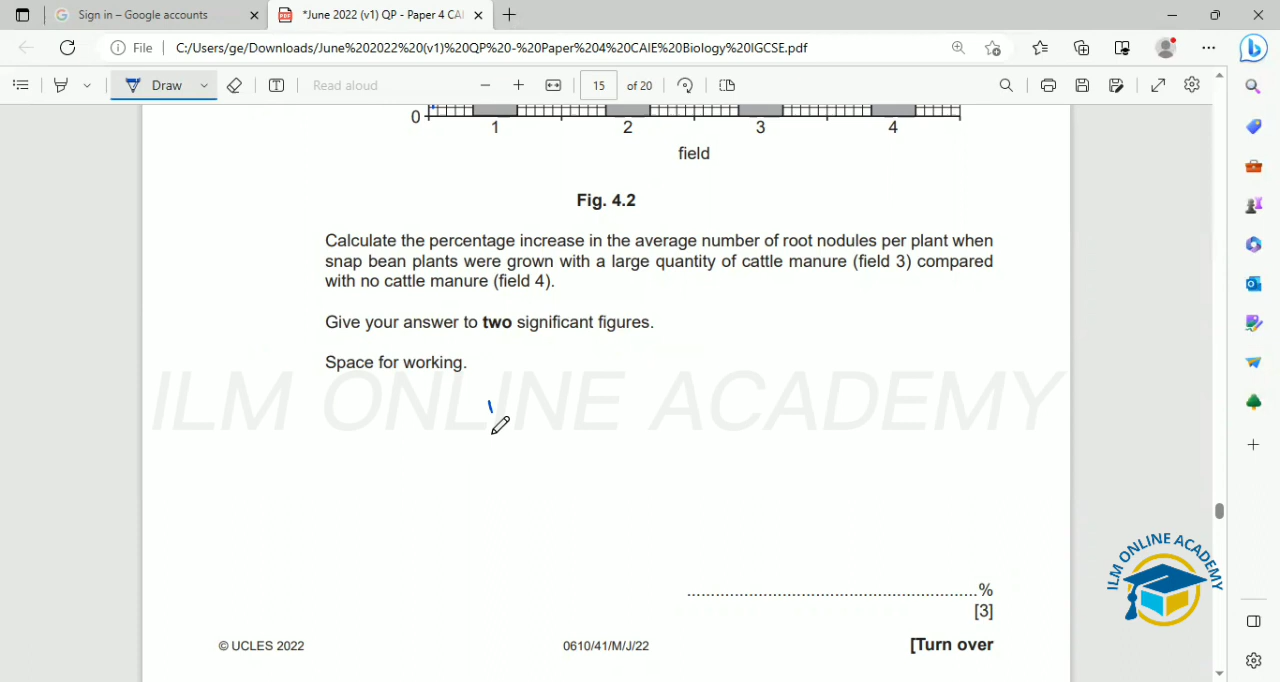 Sign in – Google accounts
*June 2022 (v1) QP - Paper 4 CAI
File
C:/Users/ge/Downloads/June%202022%20(v1)%20QP%20-%20Paper%204%20CAIE%20Biology%20IGCSE.pdf
Draw
Read aloud
15 of 20
0
1 2 3 4
field
Fig. 4.2
Calculate the percentage increase in the average number of root nodules per plant when
snap bean plants were grown with a large quantity of cattle manure (field 3) compared
with no cattle manure (field 4).
Give your answer to two significant figures.
Space for working.
ILM ONLINE ACADEMY
......................................................%
[3]
ILM ONLINE ACADEMY
© UCLES 2022
0610/41/M/J/22
[Turn over